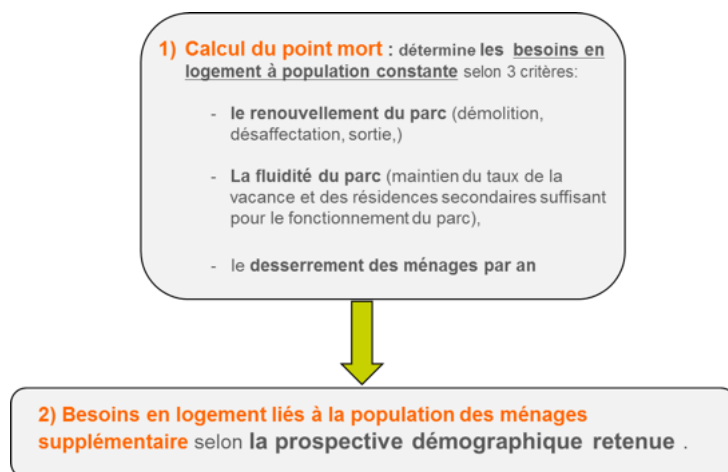 1) Calcul du point mort : détermine les besoins en
logement à population constante selon 3 critères:
- le renouvellement du parc (démolition,
désaffectation, sortie,)
- La fluidité du parc (maintien du taux de la
vacance et des résidences secondaires suffisant
pour le fonctionnement du parc),
- le desserrement des ménages par an
2) Besoins en logement liés à la population des ménages
supplémentaire selon la prospective démographique retenue .